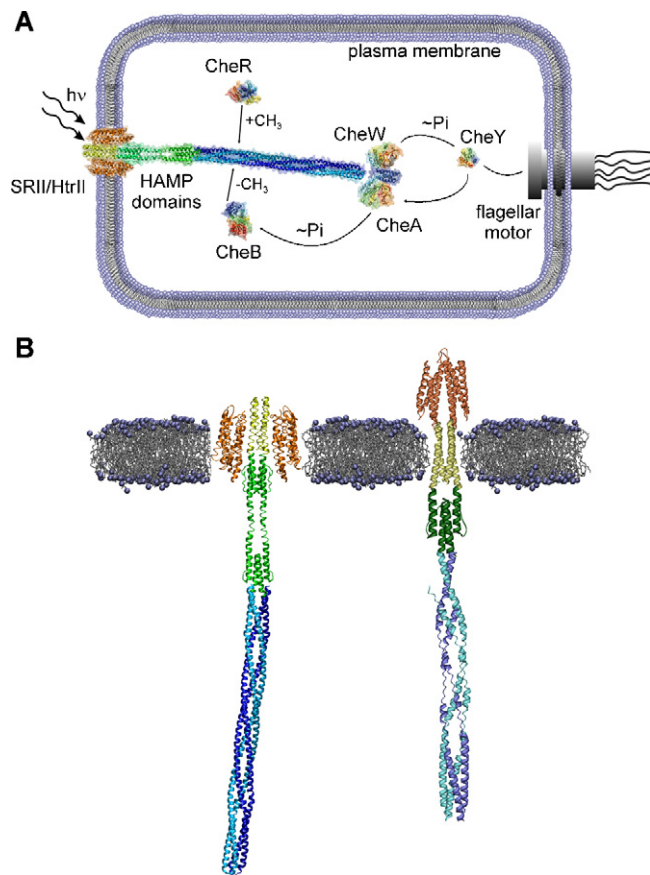 A
plasma membrane
CheR
hν
+CH₃
CheW
~Pi
CheY
SRII/HtrII
HAMP
domains
-CH₃
CheB
~Pi
CheA
flagellar
motor
B